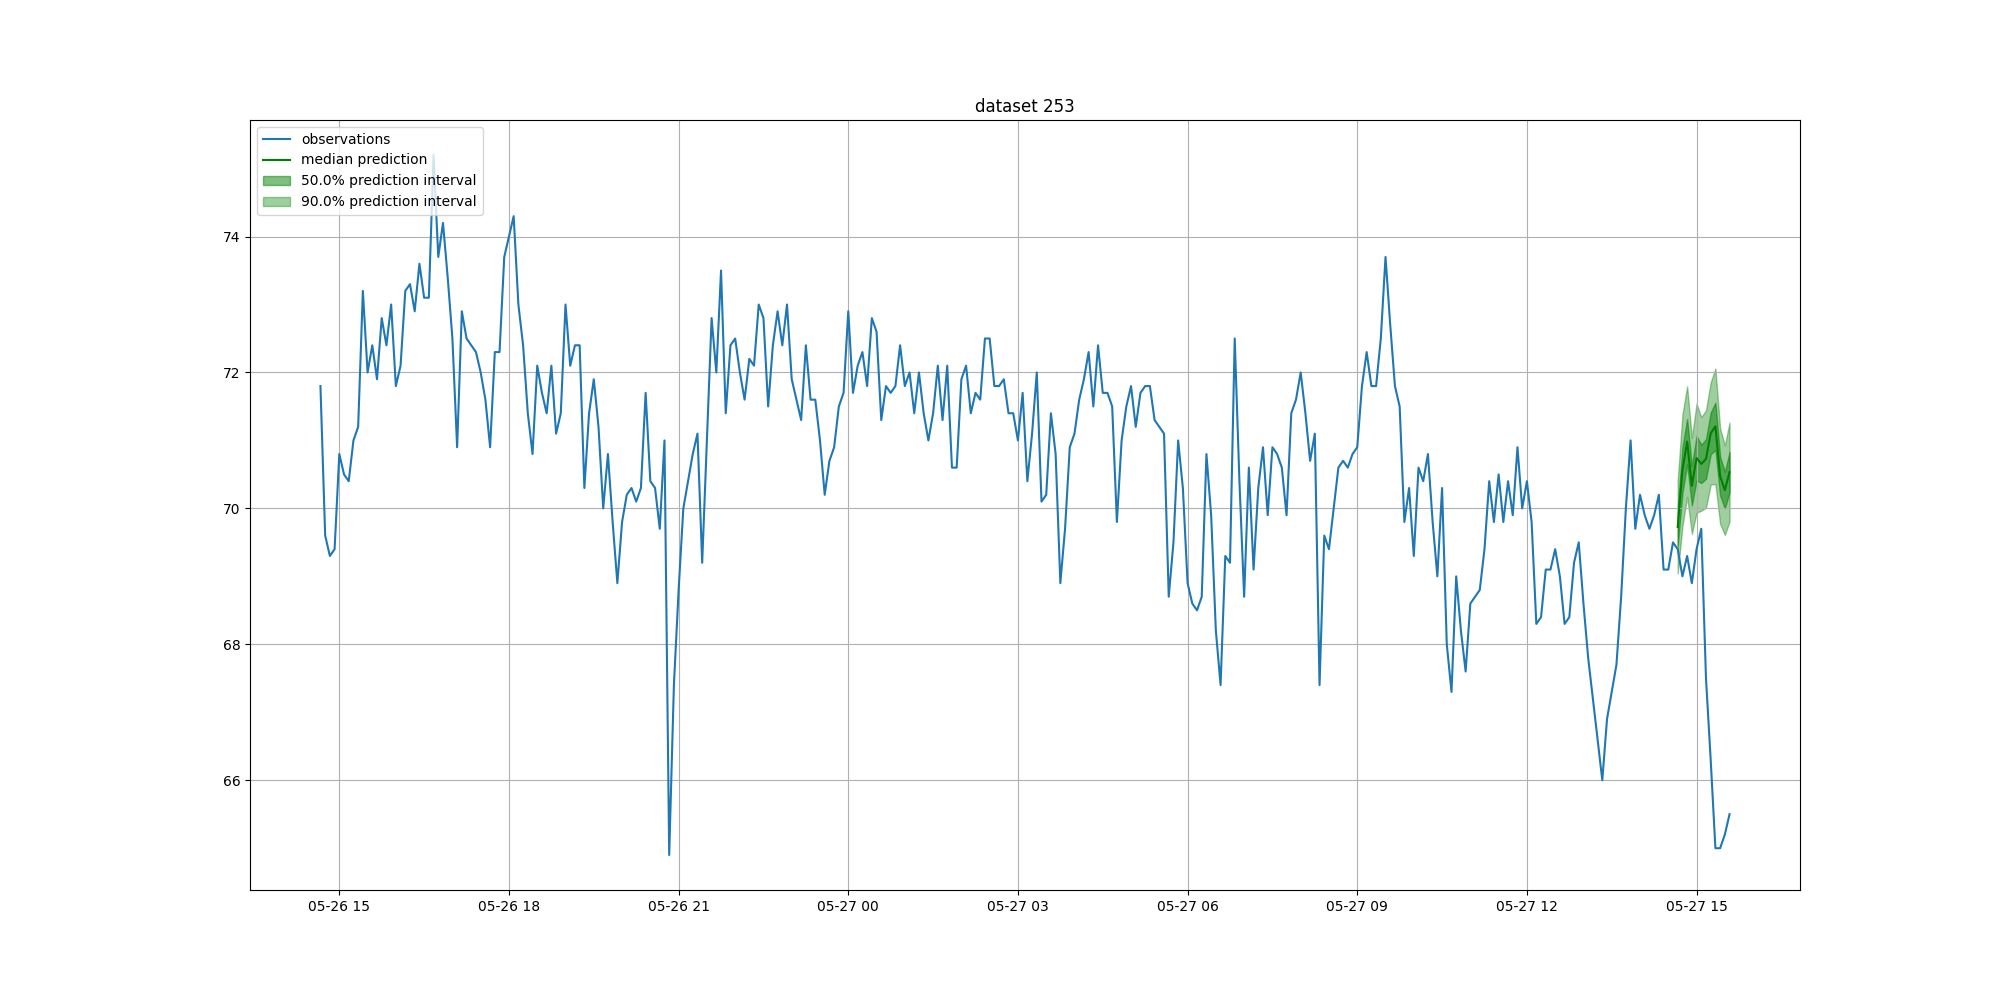 dataset 253
observations
median prediction
50.0% prediction interval
90.0% prediction interval
74
72
70
68
66
05-26 15
05-26 18
05-26 21
05-27 00
05-27 03
05-27 06
05-27 09
05-27 12
05-27 15